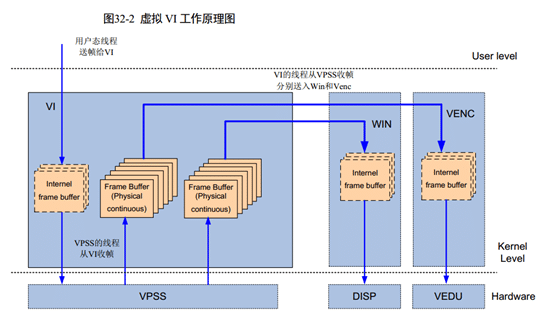 图32-2 虚拟 VI 工作原理图
用户态线程
送帧给VI
User level
VI的线程从VPSS收帧
分别送入Win和Venc
VI
WIN
VENC
Internel
frame buffer
Frame Buffer
(Physical
continuous)
Frame Buffer
(Physical
continuous)
Internel
frame buffer
Internel
frame buffer
VPSS的线程
从VI收帧
Kernel
Level
VPSS
DISP
VEDU
Hardware